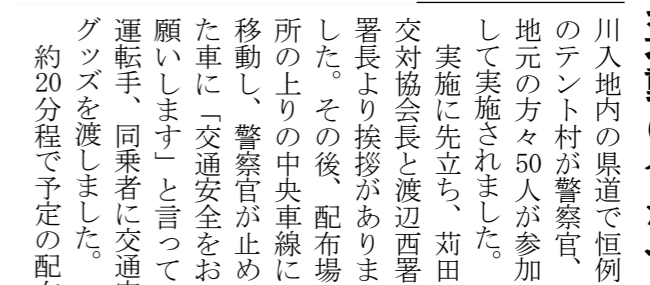 川入地内の県道で恒例
のテント村が警察官、
地元の方々50人が参加
して実施されました。
実施に先立ち、苅田
交対協会長と渡辺西署
署長より挨拶がありま
した。その後、配布場
所の上りの中央車線に
移動し、警察官が止め
た車に「交通安全をお
願いします」と言って
運転手、同乗者に交通
グッズを渡しました。
約20分程で予定の配